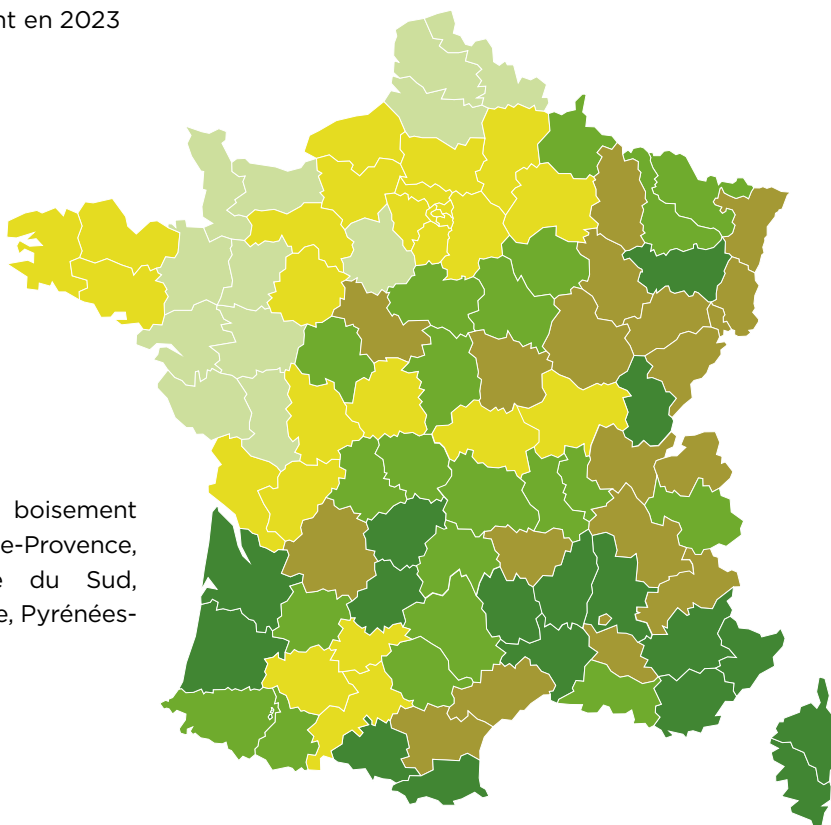 nt en 2023
boisement
e-Provence,
du Sud,
e, Pyrénées-